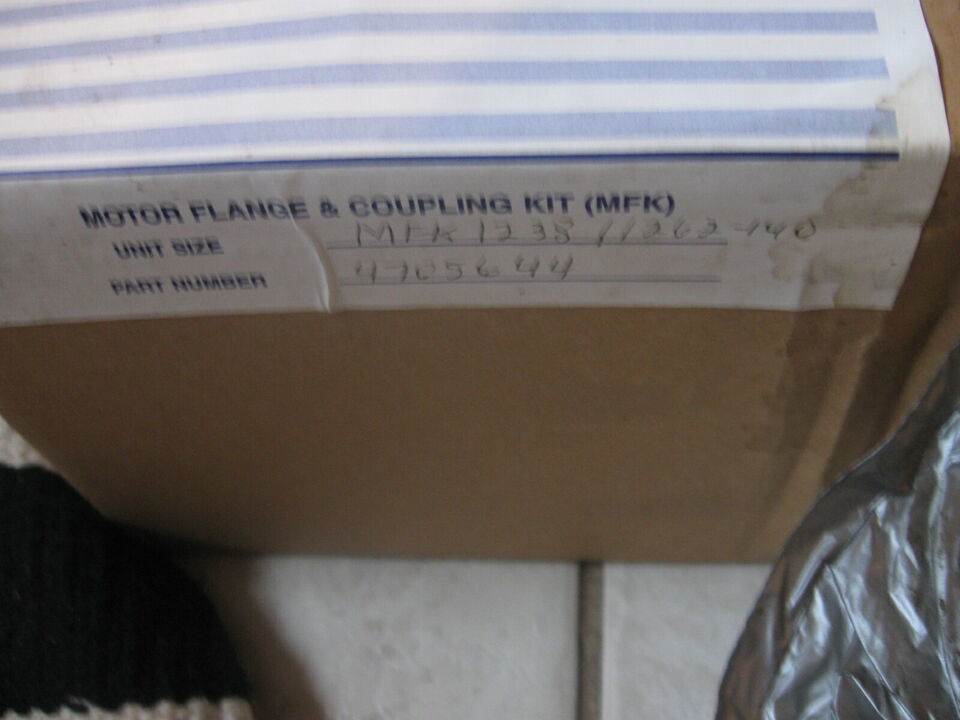 MOTOR FLANGE & COUPLING KIT (MFK)
UNIT SIZE MFK 1238 / 1262-140
PART NUMBER 4705644